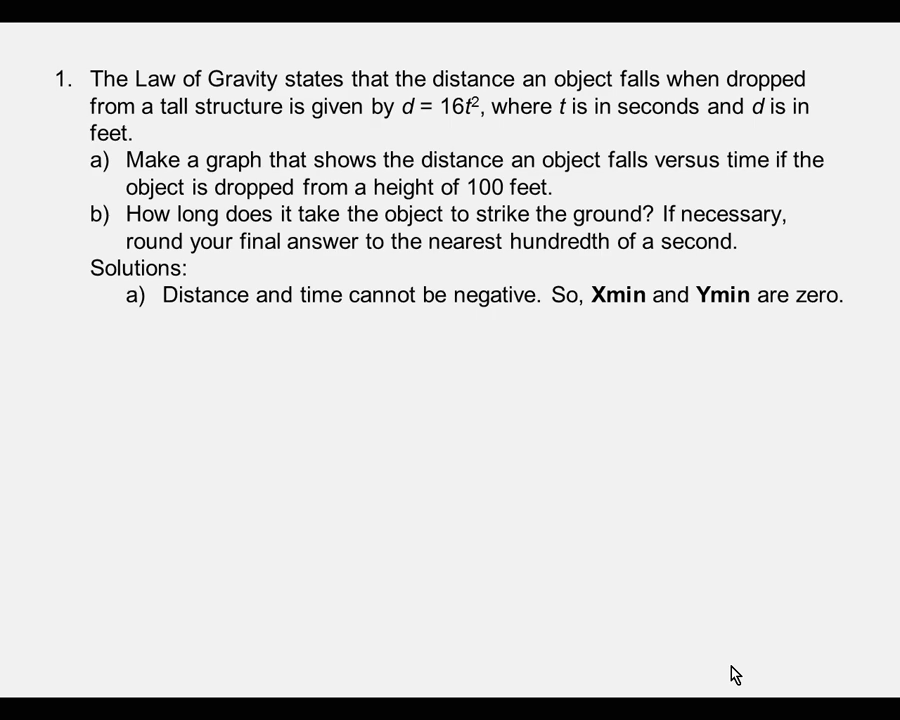 1. The Law of Gravity states that the distance an object falls when dropped
from a tall structure is given by d = 16t², where t is in seconds and d is in
feet.
a) Make a graph that shows the distance an object falls versus time if the
object is dropped from a height of 100 feet.
b) How long does it take the object to strike the ground? If necessary,
round your final answer to the nearest hundredth of a second.
Solutions:
a) Distance and time cannot be negative. So, Xmin and Ymin are zero.